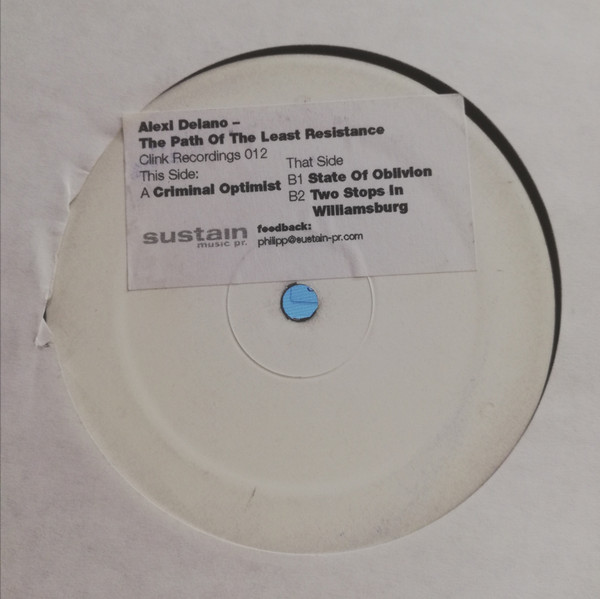 Alexi Delano –
The Path Of The Least Resistance
Clink Recordings 012
This Side:
A Criminal Optimist
That Side
B1 State Of Oblivion
B2 Two Stops In
Williamsburg
sustain
music pr.
feedback:
philipp@sustain-pr.com